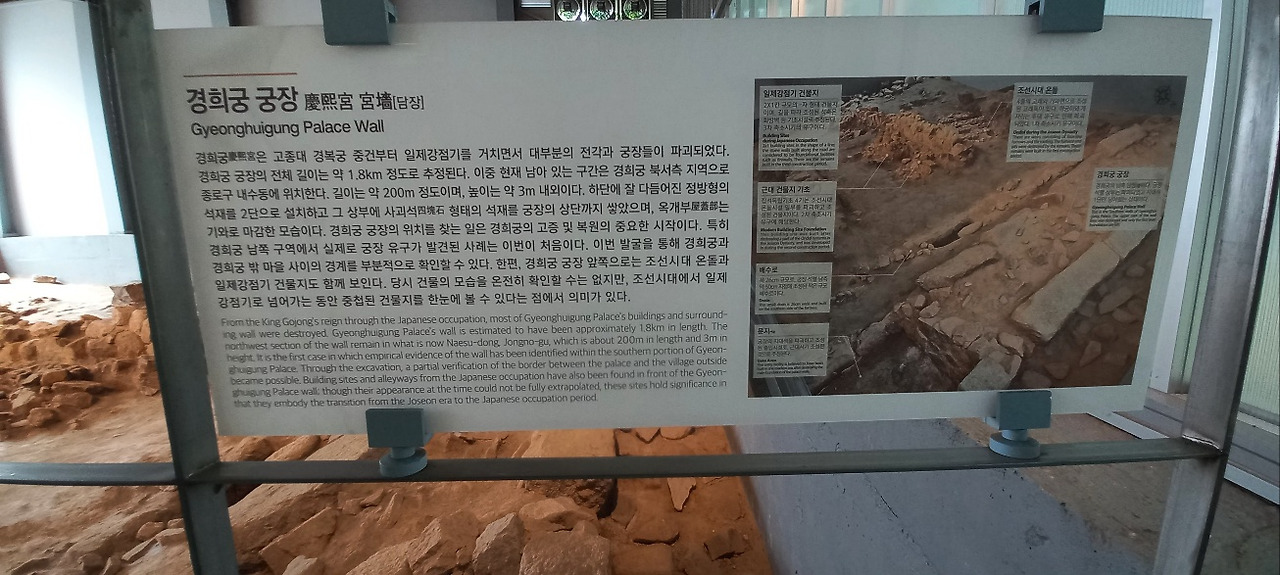 경희궁 궁장 慶熙宮 宮墻[담장]
Gyeonghuigung Palace Wall
경희궁慶熙宮은 고종대 경복궁 중건부터 일제강점기를 거치면서 대부분의 전각과 궁장들이 파괴되었다.
경희궁 궁장의 전체 길이는 약 1.8km 정도로 추정된다. 이중 현재 남아 있는 구간은 경희궁 북서측 지역으로
종로구 내수동에 위치한다. 길이는 약 200m 정도이며, 높이는 약 3m 내외이다. 하단에 잘 다듬어진 정방형의
석재를 2단으로 설치하고 그 상부에 사괴석四塊石 형태의 석재를 궁장의 상단까지 쌓았으며, 옥개부屋蓋部는
기와로 마감한 모습이다. 경희궁 궁장의 위치를 찾는 일은 경희궁의 고증 및 복원의 중요한 시작이다. 특히
경희궁 남쪽 구역에서 실제로 궁장 유구가 발견된 사례는 이번이 처음이다. 이번 발굴을 통해 경희궁과
경희궁 밖 마을 사이의 경계를 부분적으로 확인할 수 있다. 한편, 경희궁 궁장 앞쪽으로는 조선시대 온돌과
일제강점기 건물지도 함께 보인다. 당시 건물의 모습을 온전히 확인할 수는 없지만, 조선시대에서 일제
강점기로 넘어가는 동안 중첩된 건물지를 한눈에 볼 수 있다는 점에서 의미가 있다.
From the King Gojong's reign through the Japanese occupation, most of Gyeonghuigung Palace's buildings and surround-
ing wall were destroyed. Gyeonghuigung Palace's wall is estimated to have been approximately 1.8km in length. The
northwest section of the wall remain in what is now Naesu-dong, Jongno-gu, which is about 200m in length and 3m in
height. It is the first case in which empirical evidence of the wall has been identified within the southern portion of Gyeon-
ghuigung Palace. Through the excavation, a partial verification of the border between the palace and the village outside
became possible. Building sites and alleyways from the Japanese occupation have also been found in front of the Gyeon-
ghuigung Palace wall; though their appearance at the time could not be fully extrapolated, these sites hold significance in
that they embody the transition from the Joseon era to the Japanese occupation period.
일제강점기 건물지
Building Sites
during Japanese Occupation
근대 건물지 기초
Modern Building Site Foundation
배수로
문지
조선시대 온돌
Ondol during the Joseon Dynasty
경희궁 궁장
Gyeonghuigung Palace Wall